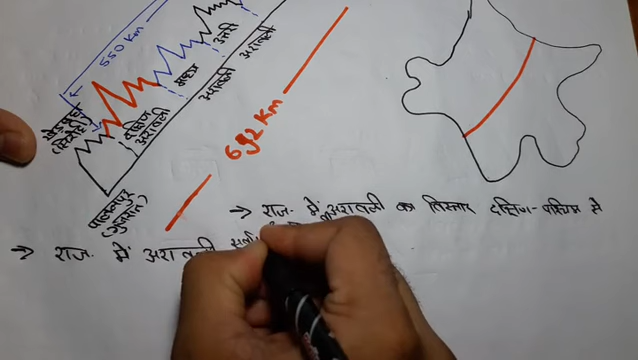 550 Km
उत्तरी
मध्य
अरावली
अरावली
दक्षिण
अरावली
(सिरोही)
692 Km
पालनपुर
(गुजरात)
→ राज. में अरावली का विस्तार दक्षिण-पश्चिम से
→ राज. में अरावली